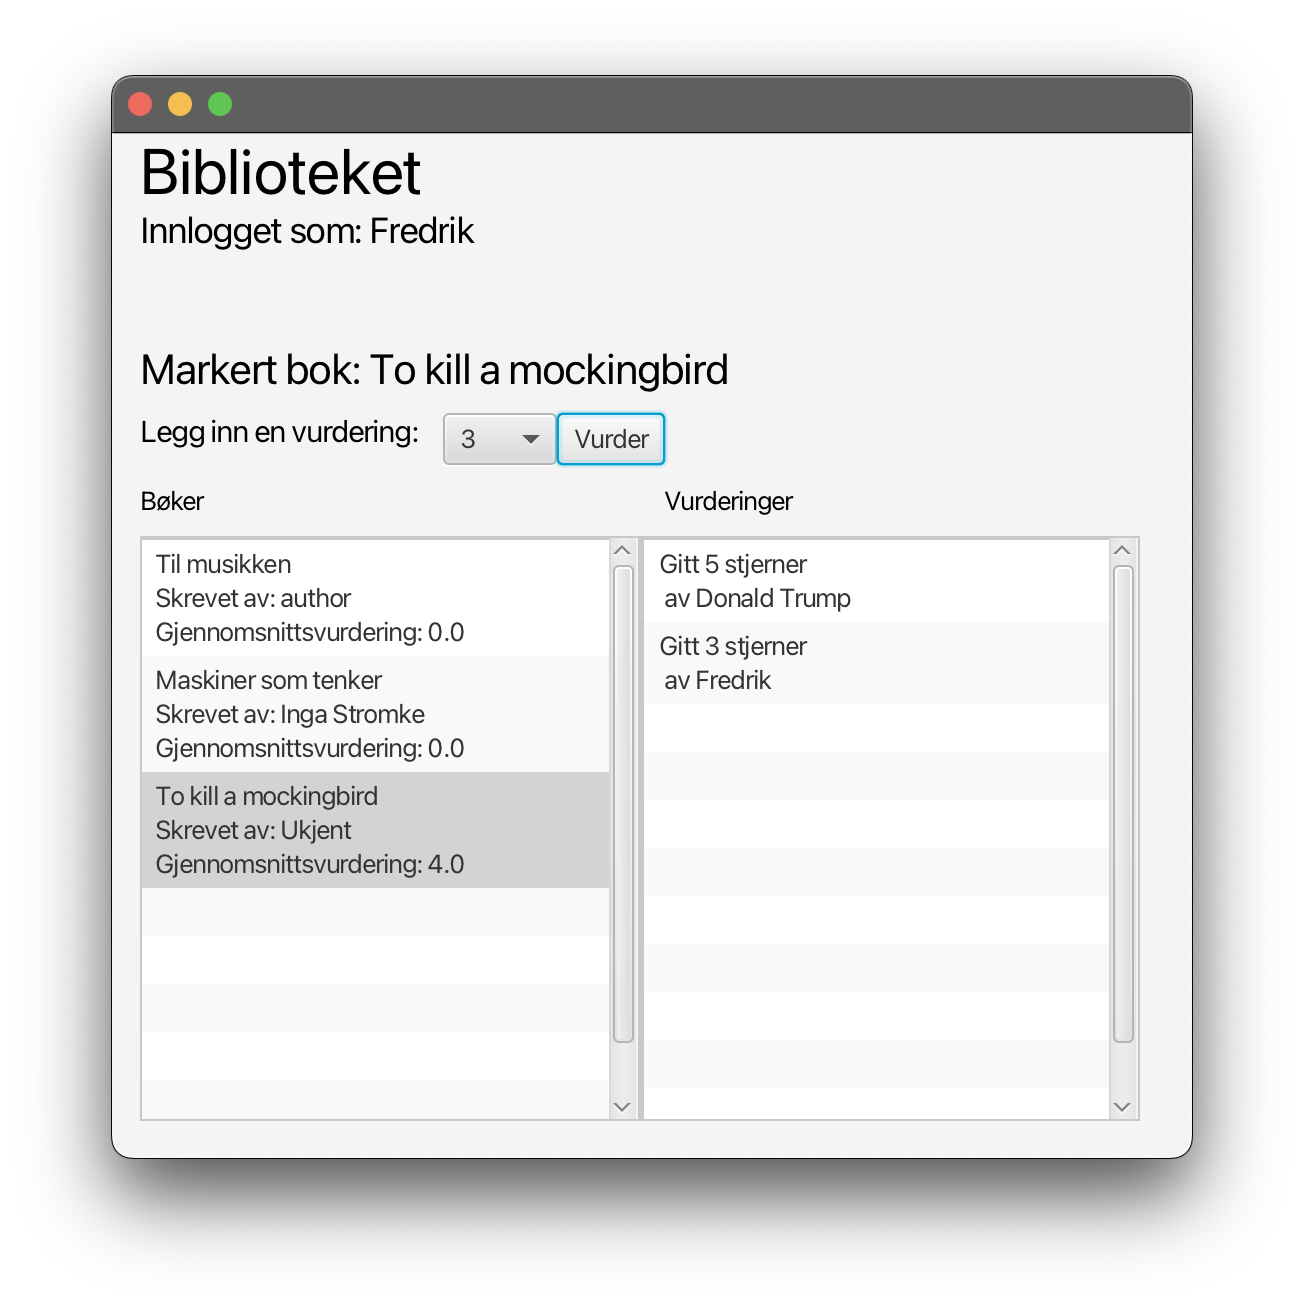 Biblioteket
Innlogget som: Fredrik
Markert bok: To kill a mockingbird
Legg inn en vurdering:
3
Vurder
Bøker
Vurderinger
Til musikken
Skrevet av: author
Gjennomsnittsvurdering: 0.0
Maskiner som tenker
Skrevet av: Inga Stromke
Gjennomsnittsvurdering: 0.0
To kill a mockingbird
Skrevet av: Ukjent
Gjennomsnittsvurdering: 4.0
Gitt 5 stjerner
av Donald Trump
Gitt 3 stjerner
av Fredrik